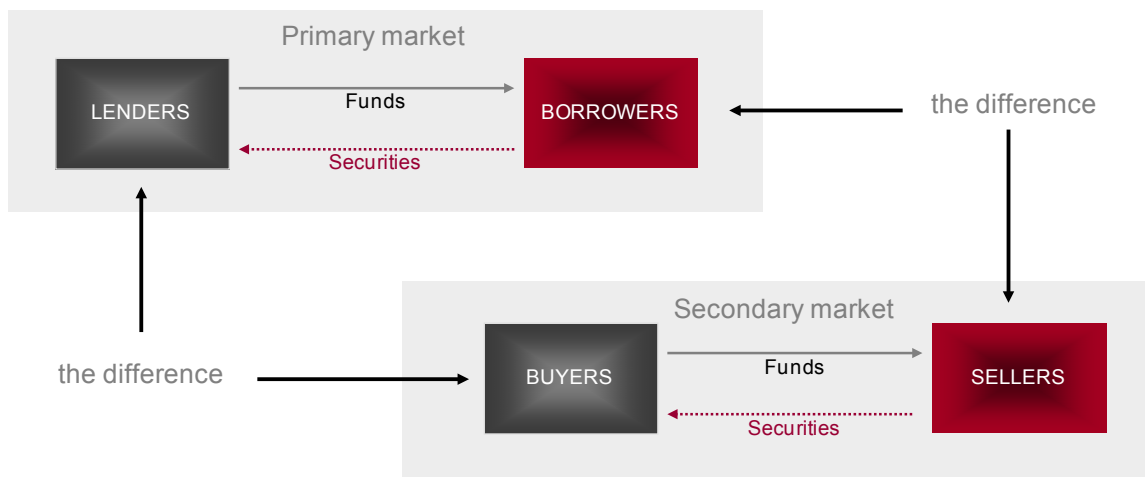 Primary market
LENDERS
Funds
BORROWERS
Securities
the difference
Secondary market
the difference
BUYERS
Funds
SELLERS
Securities